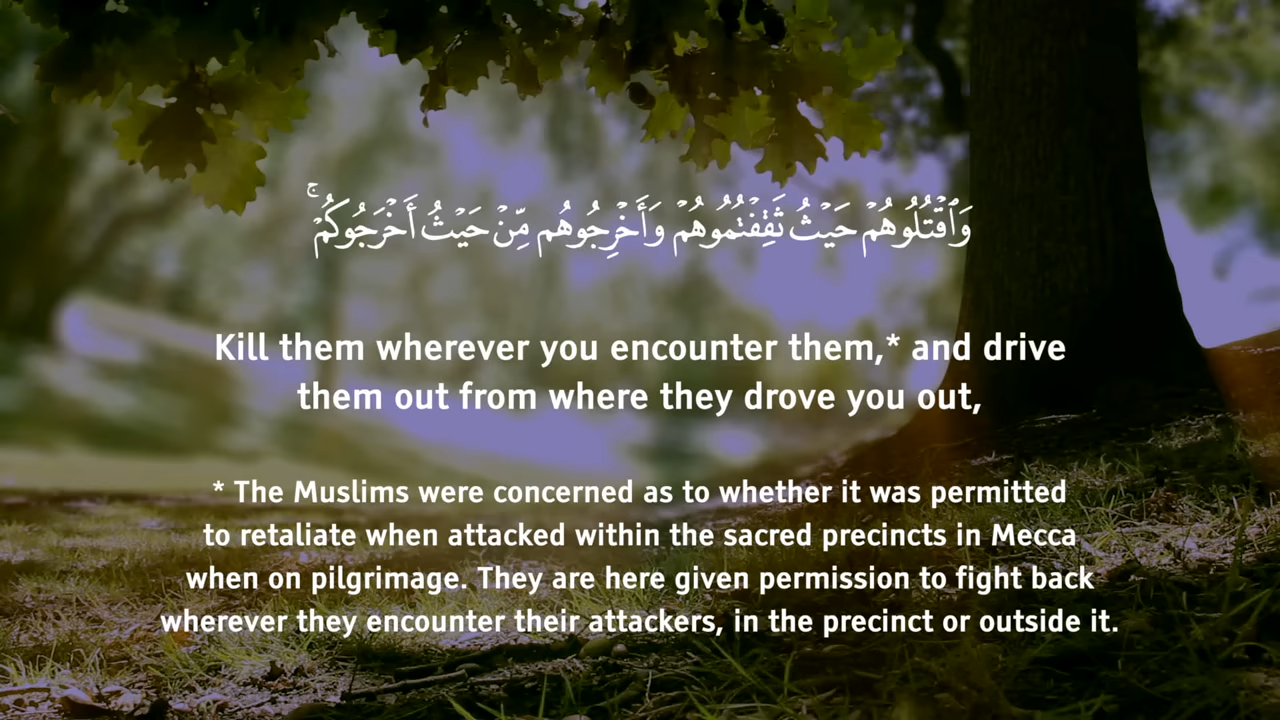 وَٱقْتُلُوهُمْ حَيْثُ ثَقِفْتُمُوهُمْ وَأَخْرِجُوهُم مِّنْ حَيْثُ أَخْرَجُوكُمْ ۚ
Kill them wherever you encounter them,* and drive
them out from where they drove you out,
* The Muslims were concerned as to whether it was permitted
to retaliate when attacked within the sacred precincts in Mecca
when on pilgrimage. They are here given permission to fight back
wherever they encounter their attackers, in the precinct or outside it.